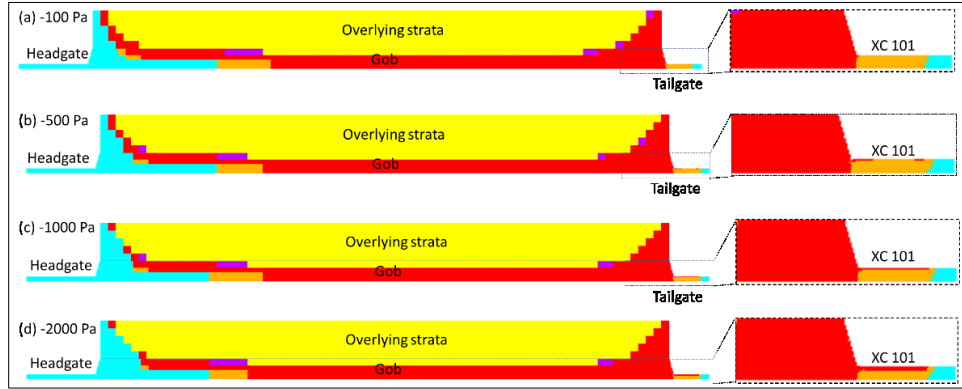 (a) -100 Pa
Overlying strata
Headgate
Gob
XC 101
Tailgate
(b) -500 Pa
Overlying strata
Headgate
Gob
XC 101
Tailgate
(c) -1000 Pa
Overlying strata
Headgate
Gob
XC 101
Tailgate
(d) -2000 Pa
Overlying strata
Headgate
Gob
XC 101